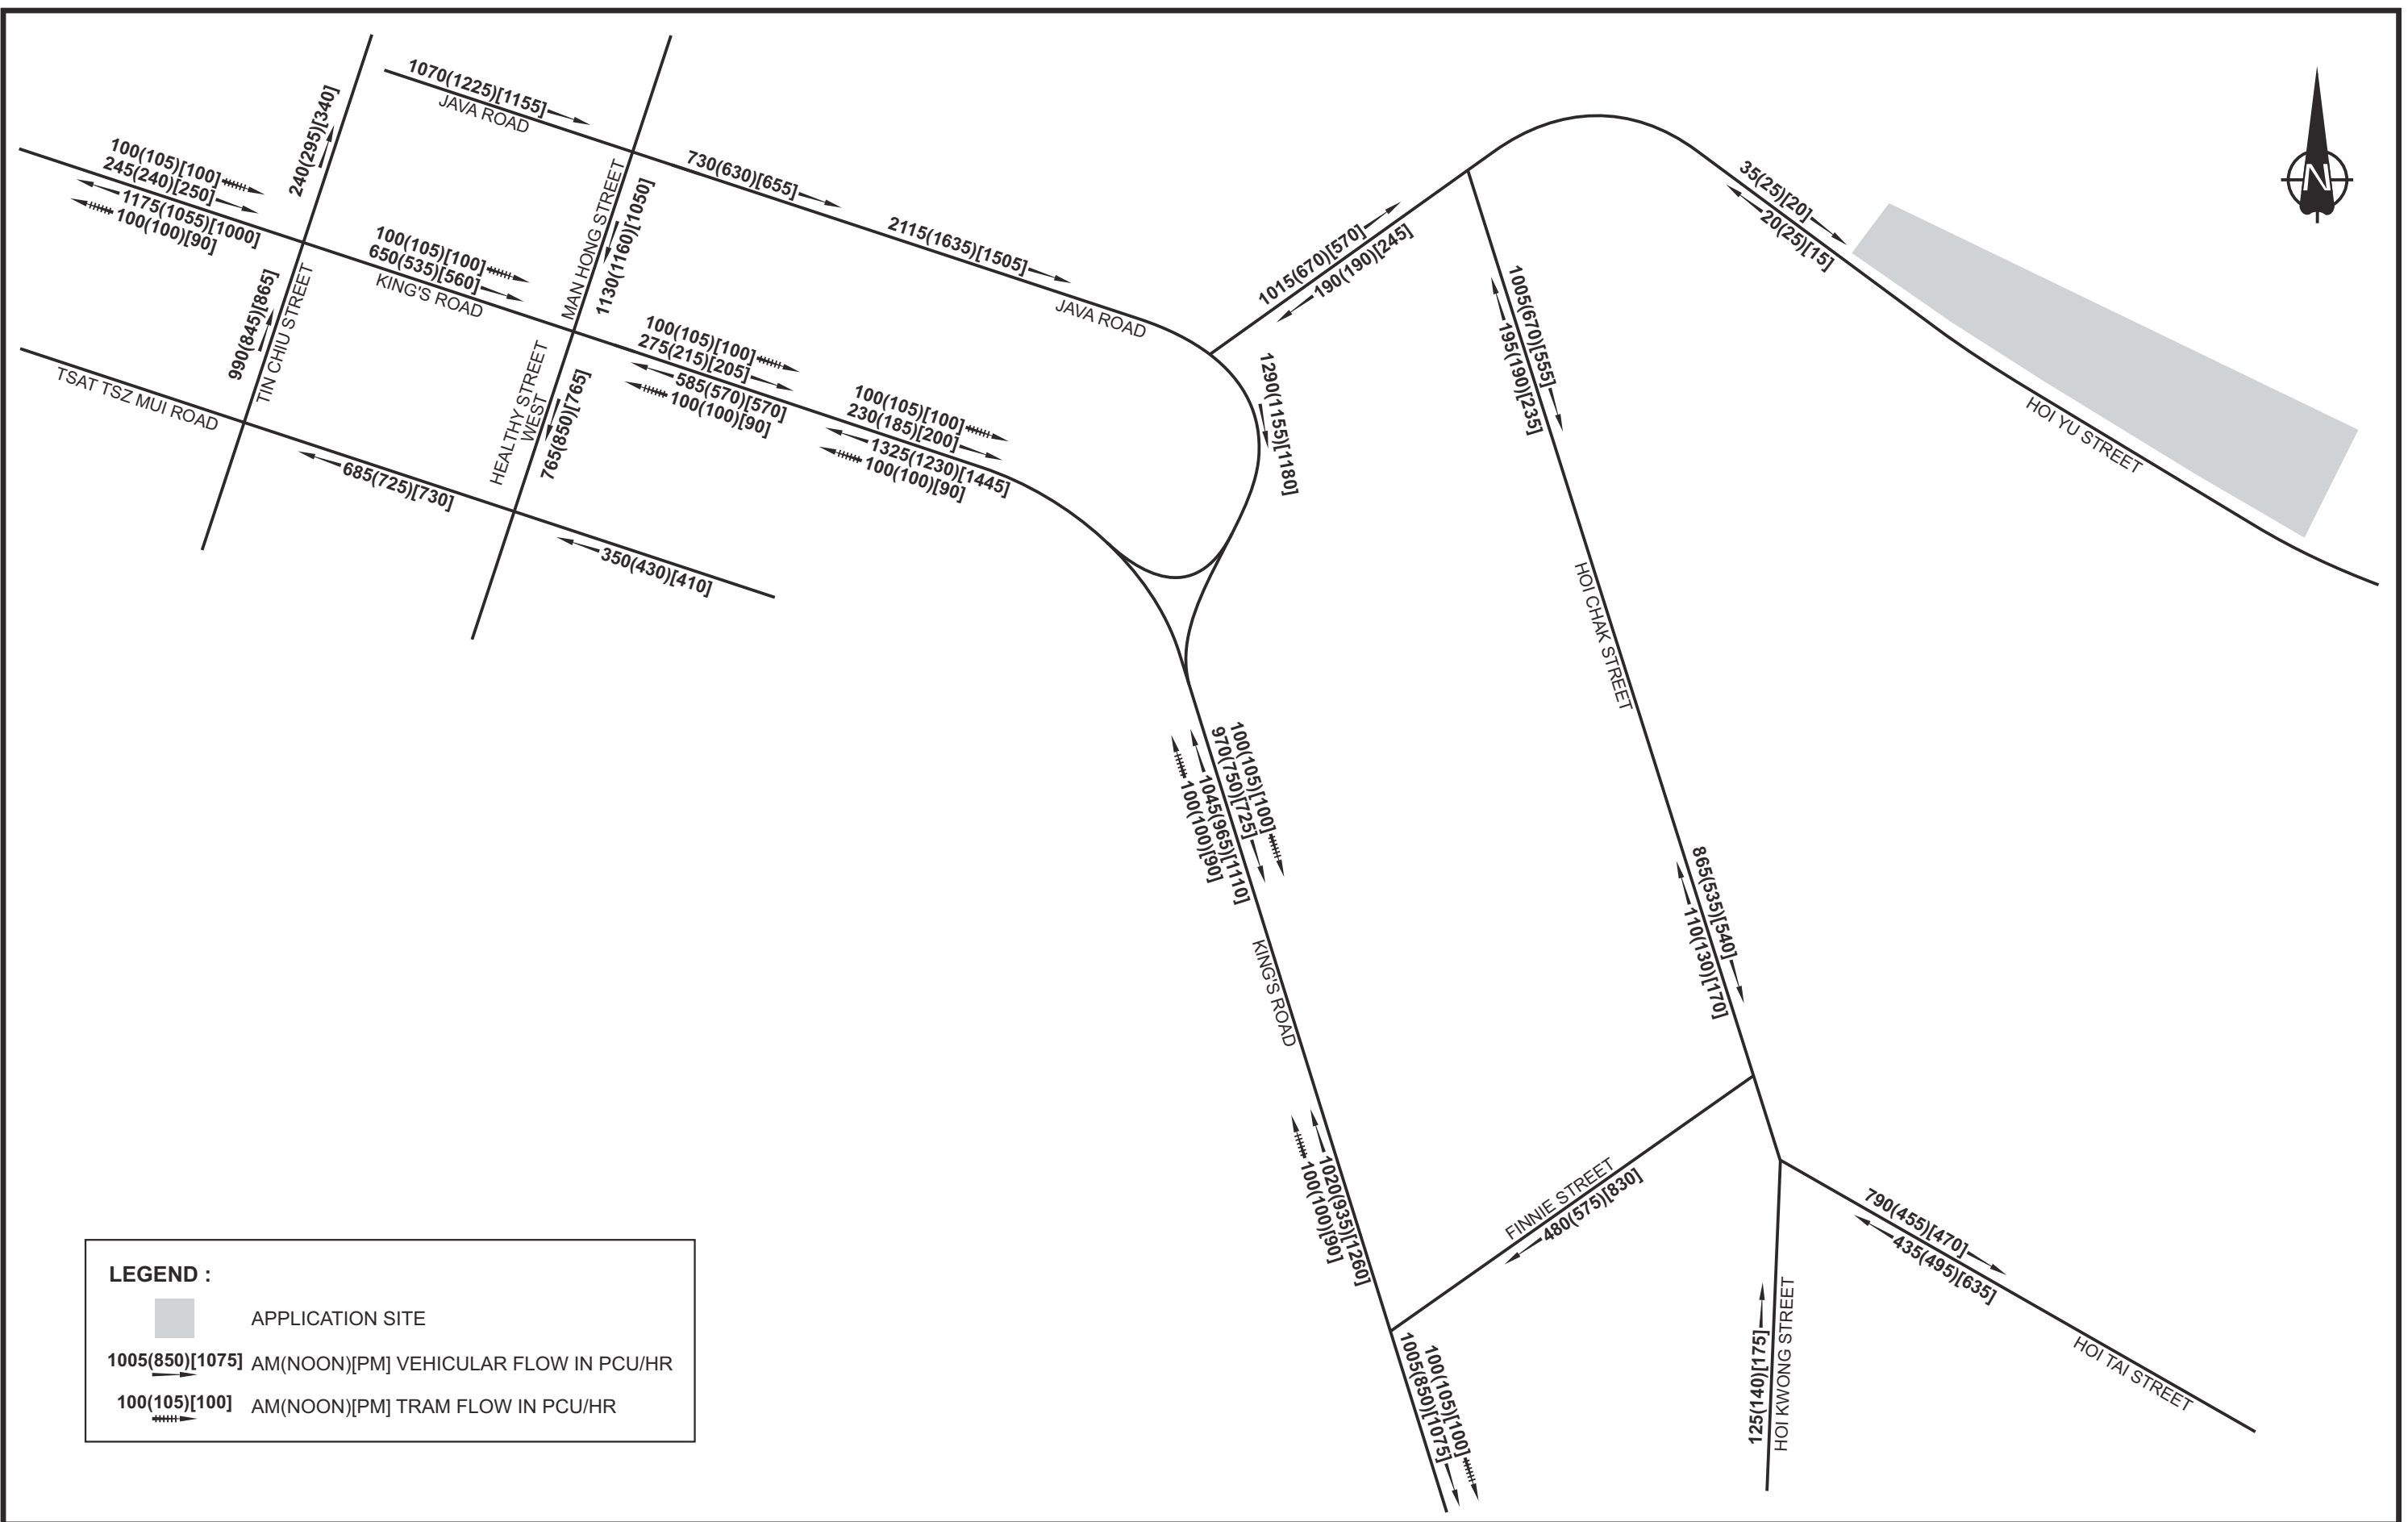 1070(1225)[1155]
JAVA ROAD
240(295)[340]
100(105)[100]
245(240)[250]
1175(1055)[1000]
100(100)[90]
730(630)[655]
MAN HONG STREET
1130(1160)[1050]
2115(1635)[1505]
JAVA ROAD
100(105)[100]
650(535)[560]
KING'S ROAD
990(845)[865]
TIN CHIU STREET
TSAT TSZ MUI ROAD
685(725)[730]
HEALTHY STREET
WEST
765(850)[765]
350(430)[410]
100(105)[100]
275(215)[205]
585(570)[570]
100(100)[90]
100(105)[100]
230(185)[200]
1325(1230)[1445]
100(100)[90]
1015(670)[570]
190(190)[245]
1290(1155)[1180]
1005(670)[555]
195(190)[235]
35(25)[20]
20(25)[15]
N
HOI YU STREET
HOI CHAK STREET
100(105)[100]
970(750)[725]
1045(965)[1110]
100(100)[90]
KING'S ROAD
865(535)[540]
110(130)[170]
1020(935)[1260]
100(100)[90]
FINNIE STREET
480(575)[830]
790(455)[470]
435(495)[635]
HOI TAI STREET
125(140)[175]
HOI KWONG STREET
100(105)[100]
1005(850)[1075]
LEGEND :
APPLICATION SITE
1005(850)[1075] AM(NOON)[PM] VEHICULAR FLOW IN PCU/HR
100(105)[100] AM(NOON)[PM] TRAM FLOW IN PCU/HR